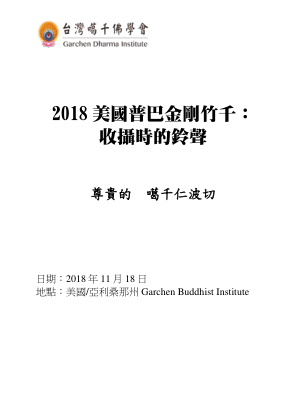 台灣噶千佛學會
Garchen Dharma Institute
2018 美國普巴金剛竹千：
收攝時的鈴聲
尊貴的 噶千仁波切
日期：2018 年 11 月 18 日
地點：美國/亞利桑那州 Garchen Buddhist Institute